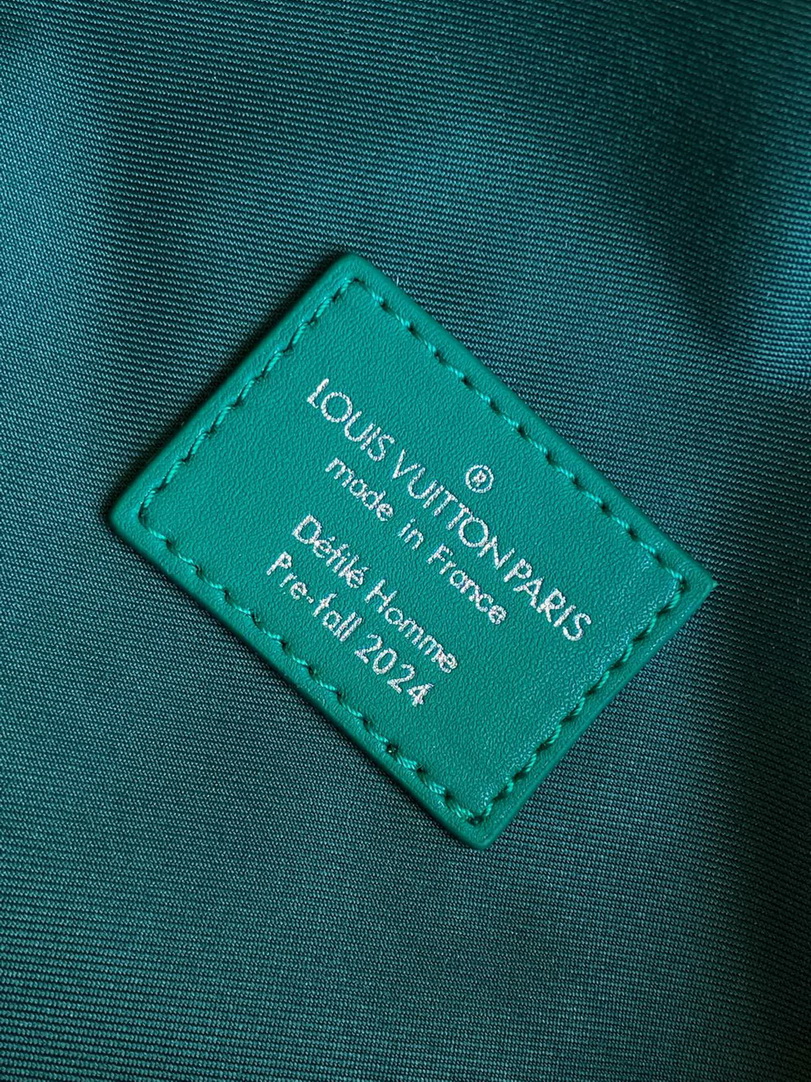 ®
LOUIS VUITTON PARIS
made in France
Défilé Homme
Pre-fall 2024